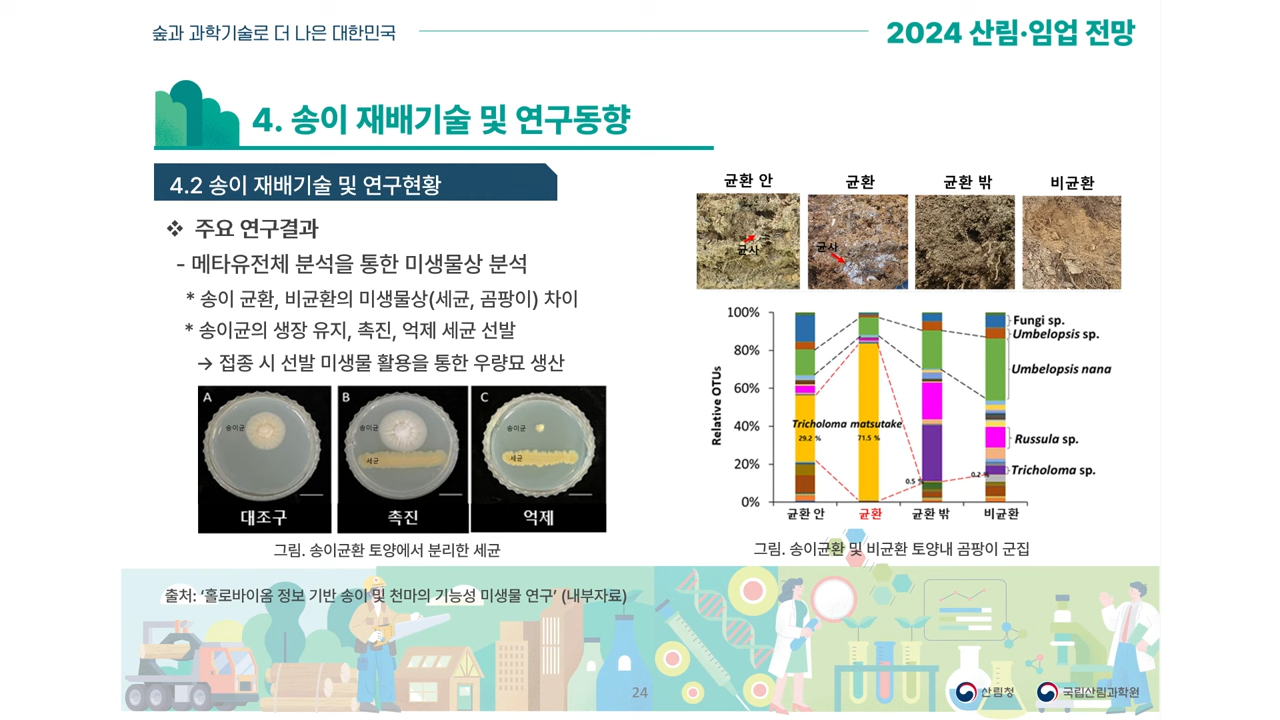 숲과 과학기술로 더 나은 대한민국
2024 산림·임업 전망
4. 송이 재배기술 및 연구동향
4.2 송이 재배기술 및 연구현황
❖ 주요 연구결과
- 메타유전체 분석을 통한 미생물상 분석
* 송이 균환, 비균환의 미생물상(세균, 곰팡이) 차이
* 송이균의 생장 유지, 촉진, 억제 세균 선발
→ 접종 시 선발 미생물 활용을 통한 우량묘 생산
A
송이균
대조구
B
송이균
세균
촉진
C
송이균
세균
억제
그림. 송이균환 토양에서 분리한 세균
균환 안
균환
균환 밖
비균환
균사
균사
Relative OTUs
100%
80%
60%
40%
20%
0%
Tricholoma matsutake
29.2 %
71.5 %
0.5 %
0.2 %
Fungi sp.
Umbelopsis sp.
Umbelopsis nana
Russula sp.
Tricholoma sp.
균환 안
균환
균환 밖
비균환
그림. 송이균환 및 비균환 토양내 곰팡이 군집
출처: ‘홀로바이옴 정보 기반 송이 및 천마의 기능성 미생물 연구’ (내부자료)
24
산림청
국립산림과학원